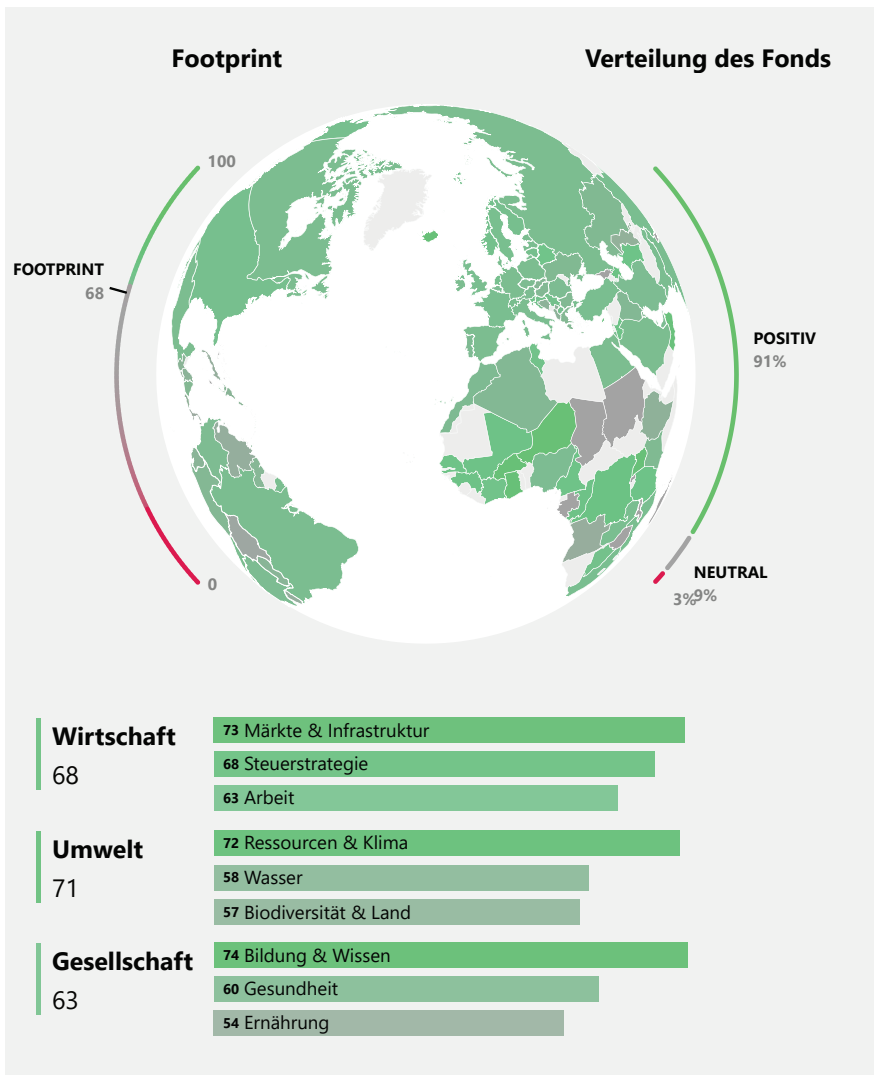 Footprint
Verteilung des Fonds
100
FOOTPRINT
68
0
POSITIV
91%
NEUTRAL
9%
3%
Wirtschaft
68
73 Märkte & Infrastruktur
68 Steuerstrategie
63 Arbeit
Umwelt
71
72 Ressourcen & Klima
58 Wasser
57 Biodiversität & Land
Gesellschaft
63
74 Bildung & Wissen
60 Gesundheit
54 Ernährung